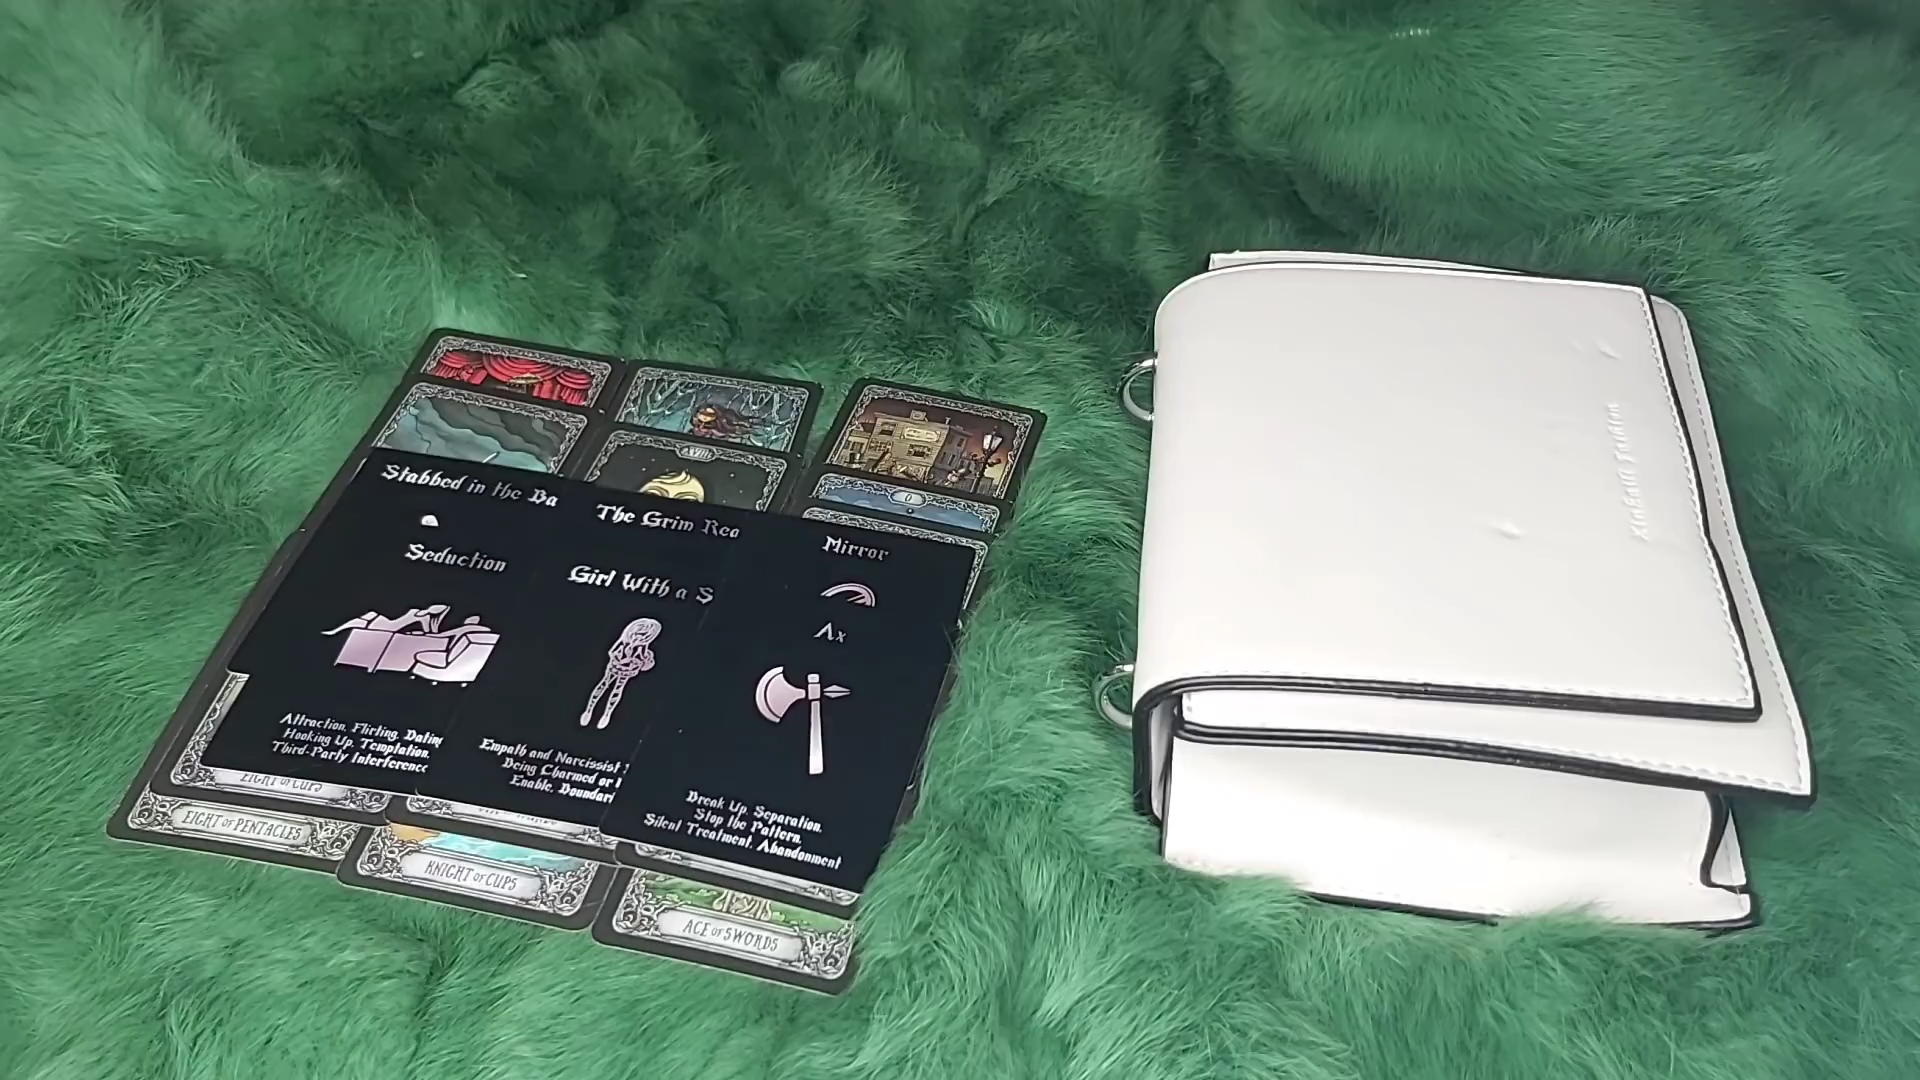 XVIII
0
Stabbed in the Ba
The Grim Rea
Mirror
Seduction
Girl With a S
Ax
Attraction, Flirting, Dating
Hooking Up, Temptation,
Third-Party Interference
Empath and Narcissist
Being Charmed or
Enable, Boundari
Break Up, Separation,
Stop the Pattern,
Silent Treatment, Abandonment
EIGHT OF CUPS
EIGHT OF PENTACLES
KNIGHT OF CUPS
ACE OF SWORDS